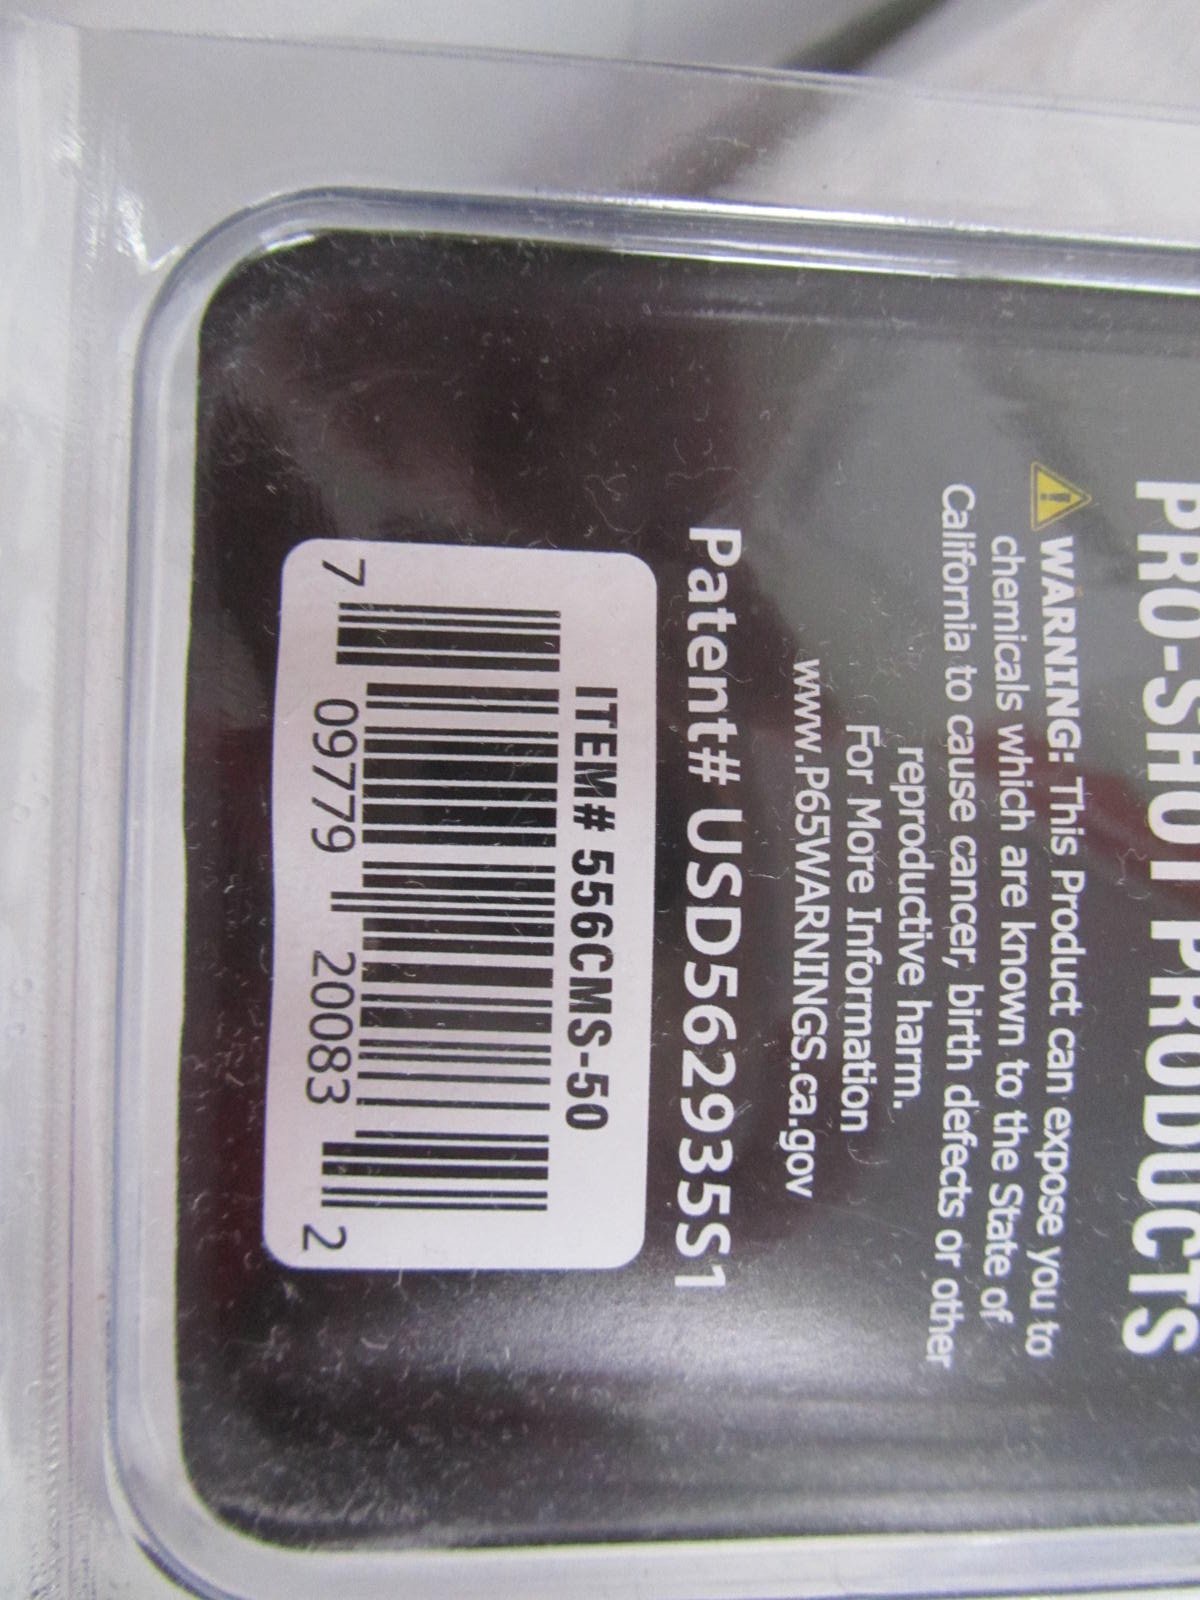 PRO-SHOT PRODUCTS
WARNING: This Product can expose you to
chemicals which are known to the State of
California to cause cancer, birth defects or other
reproductive harm.
For More Information
www.P65WARNINGS.ca.gov
Patent# USD562935S1
ITEM# 556CMS-50
7 09779 20083 2